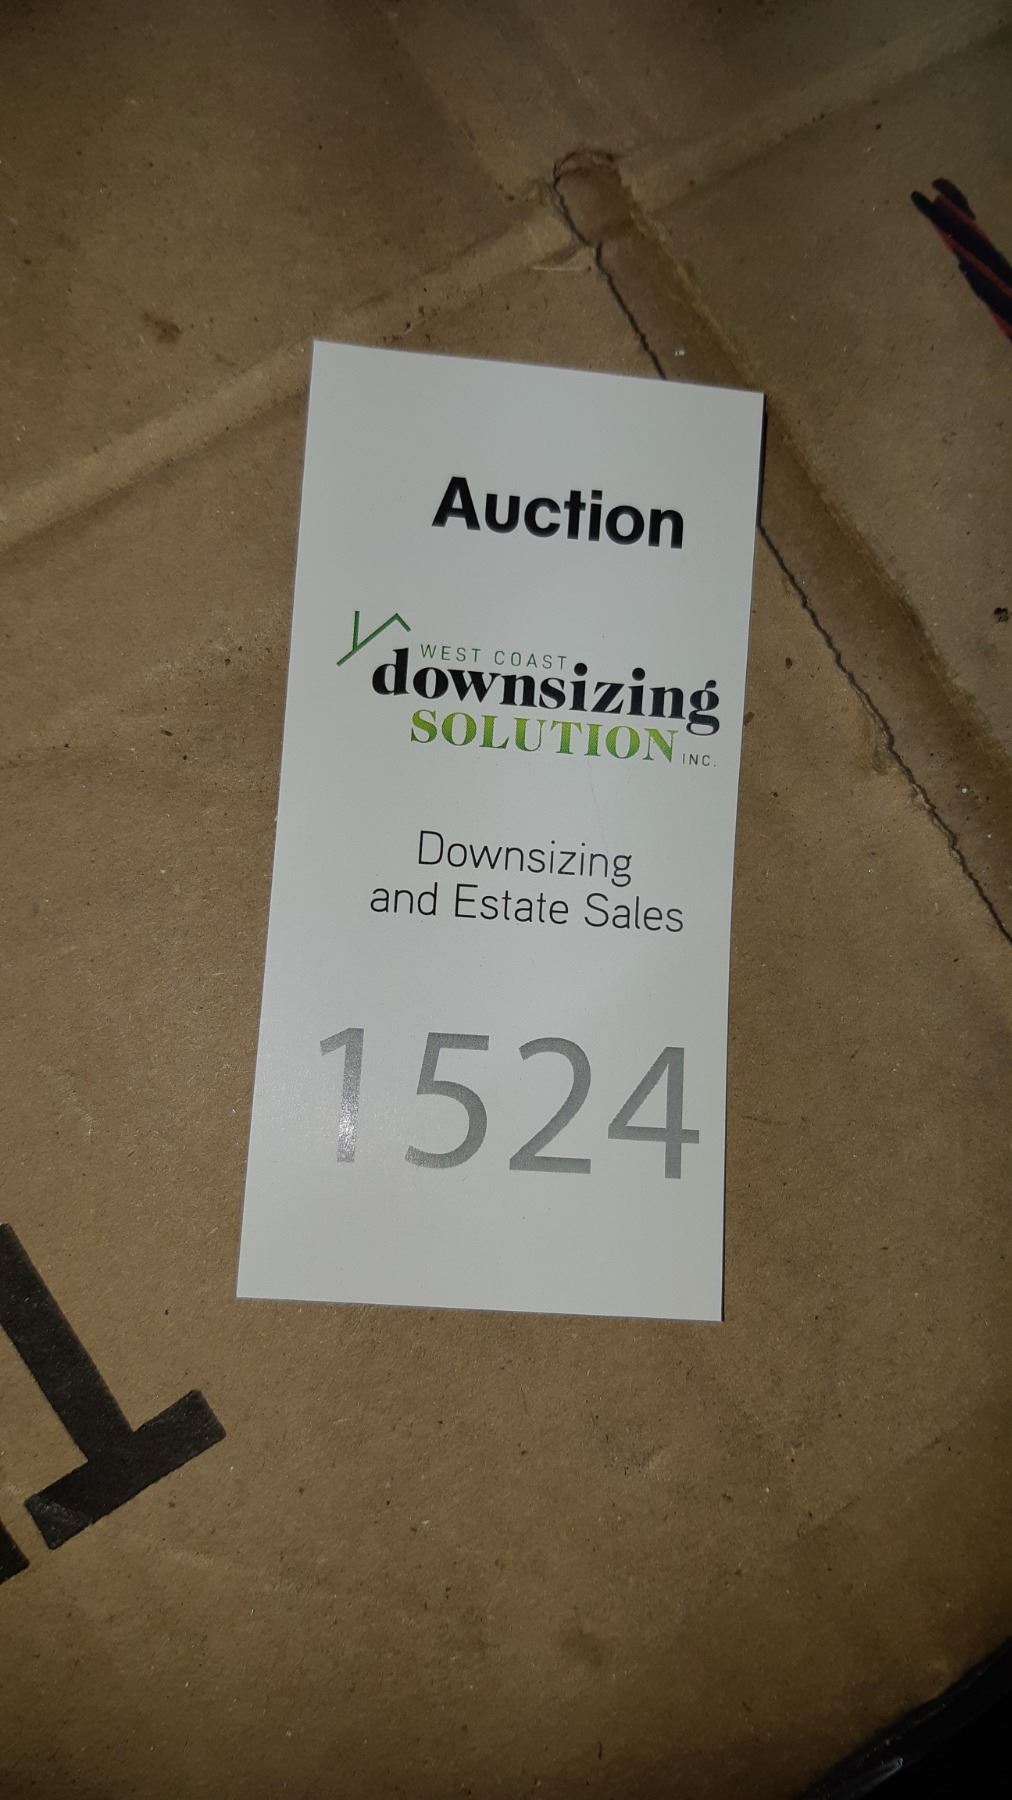 Auction
WEST COAST
downsizing
SOLUTION INC.
Downsizing
and Estate Sales
1524